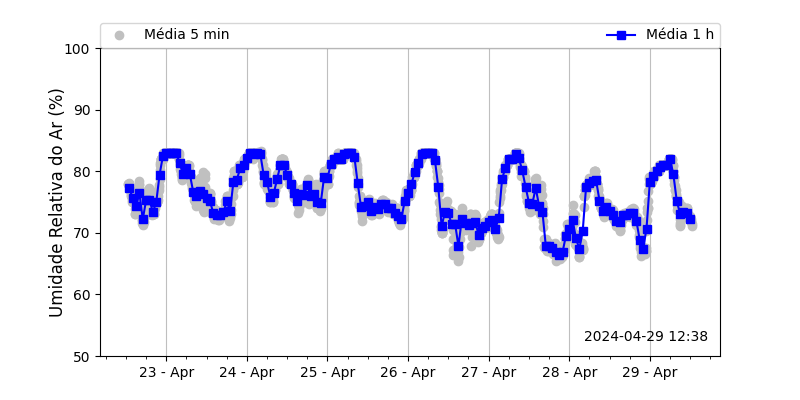 Média 5 min
Média 1 h
Umidade Relativa do Ar (%)
100
90
80
70
60
50
2024-04-29 12:38
23 - Apr
24 - Apr
25 - Apr
26 - Apr
27 - Apr
28 - Apr
29 - Apr